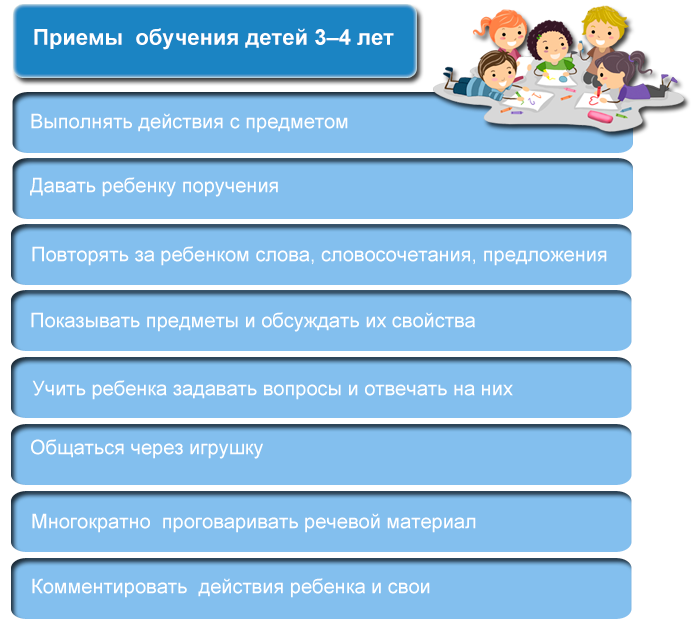 Приемы обучения детей 3–4 лет
Выполнять действия с предметом
Давать ребенку поручения
Повторять за ребенком слова, словосочетания, предложения
Показывать предметы и обсуждать их свойства
Учить ребенка задавать вопросы и отвечать на них
Общаться через игрушку
Многократно проговаривать речевой материал
Комментировать действия ребенка и свои